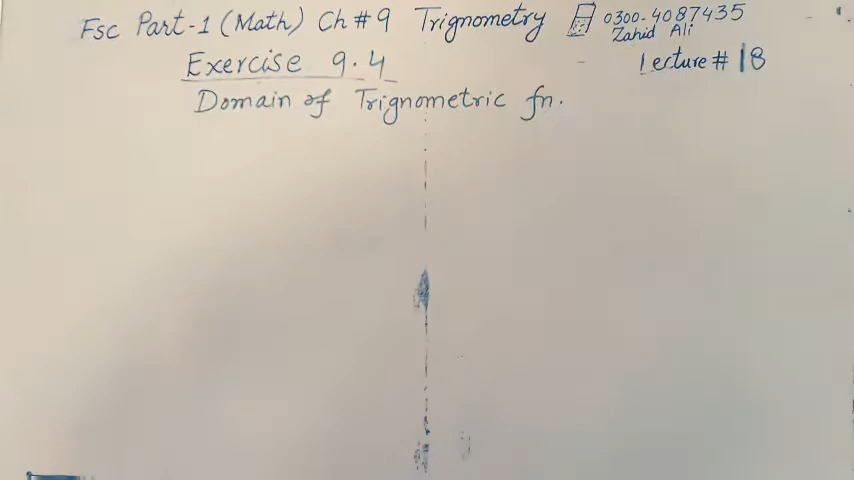 Fsc Part-1 (Math) Ch # 9 Trignometry 0300-4087435
Zahid Ali
Exercise 9.4 Lecture # 18
Domain of Trignometric fn.